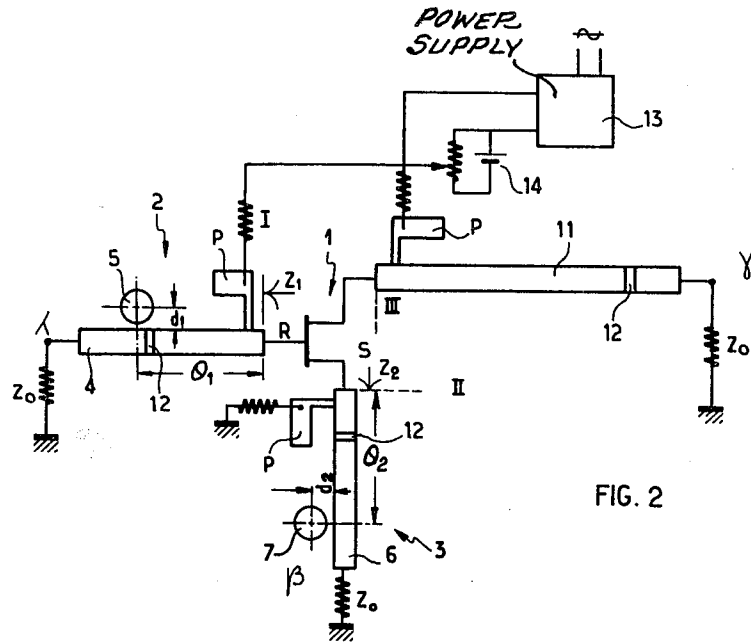 POWER
SUPPLY
13
14
2
I
1
P
P
11
γ
5
Z1
III
d1
R
12
Z0
λ
4
12
θ1
S
Z2
II
Z0
12
P
θ2
d2
FIG. 2
7
6
3
β
Z0